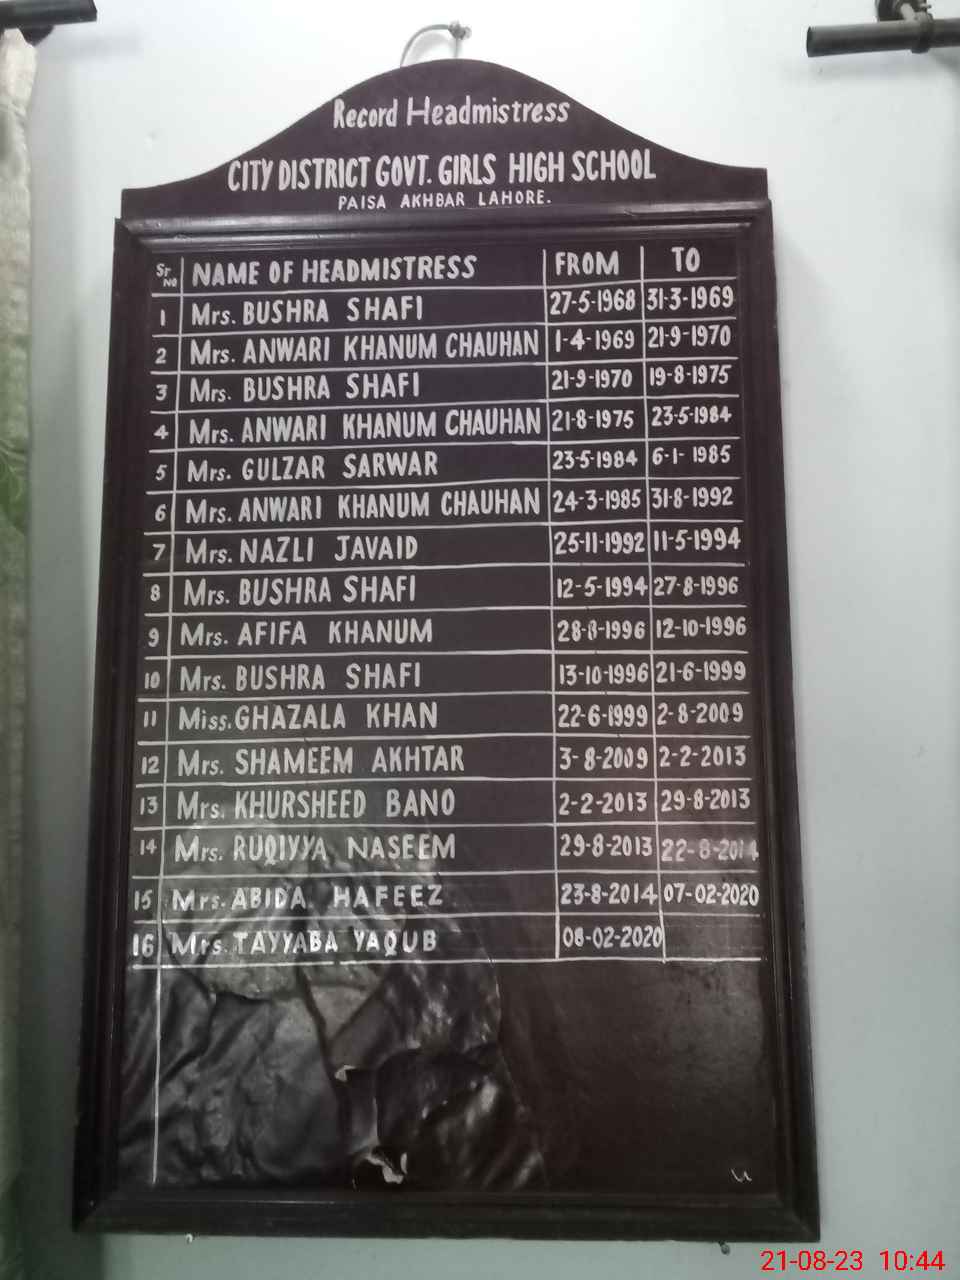 Record Headmistress
CITY DISTRICT GOVT. GIRLS HIGH SCHOOL
PAISA AKHBAR LAHORE.
Sr No NAME OF HEADMISTRESS FROM TO
1 Mrs. BUSHRA SHAFI 27-5-1968 31-3-1969
2 Mrs. ANWARI KHANUM CHAUHAN 1-4-1969 21-9-1970
3 Mrs. BUSHRA SHAFI 21-9-1970 19-8-1975
4 Mrs. ANWARI KHANUM CHAUHAN 21-8-1975 23-5-1984
5 Mrs. GULZAR SARWAR 23-5-1984 6-1-1985
6 Mrs. ANWARI KHANUM CHAUHAN 24-3-1985 31-8-1992
7 Mrs. NAZLI JAVAID 25-11-1992 11-5-1994
8 Mrs. BUSHRA SHAFI 12-5-1994 27-8-1996
9 Mrs. AFIFA KHANUM 28-8-1996 12-10-1996
10 Mrs. BUSHRA SHAFI 13-10-1996 21-6-1999
11 Miss. GHAZALA KHAN 22-6-1999 2-8-2009
12 Mrs. SHAMEEM AKHTAR 3-8-2009 2-2-2013
13 Mrs. KHURSHEED BANO 2-2-2013 29-8-2013
14 Mrs. RUQIYYA NASEEM 29-8-2013 22-8-2014
15 Mrs. ABIDA HAFEEZ 23-8-2014 07-02-2020
16 Mrs. TAYYABA YAQUB 08-02-2020
21-08-23 10:44